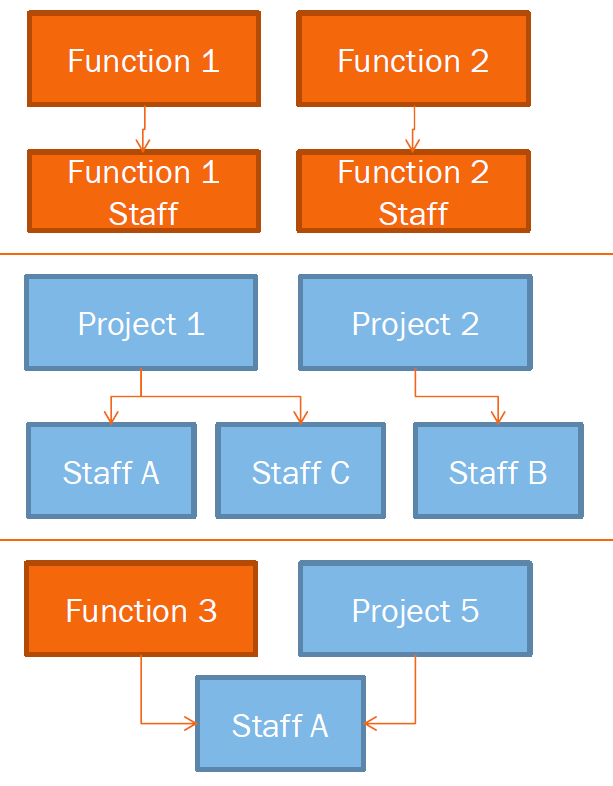 Function 1
Function 2
Function 1
Staff
Function 2
Staff
Project 1
Project 2
Staff A
Staff C
Staff B
Function 3
Project 5
Staff A